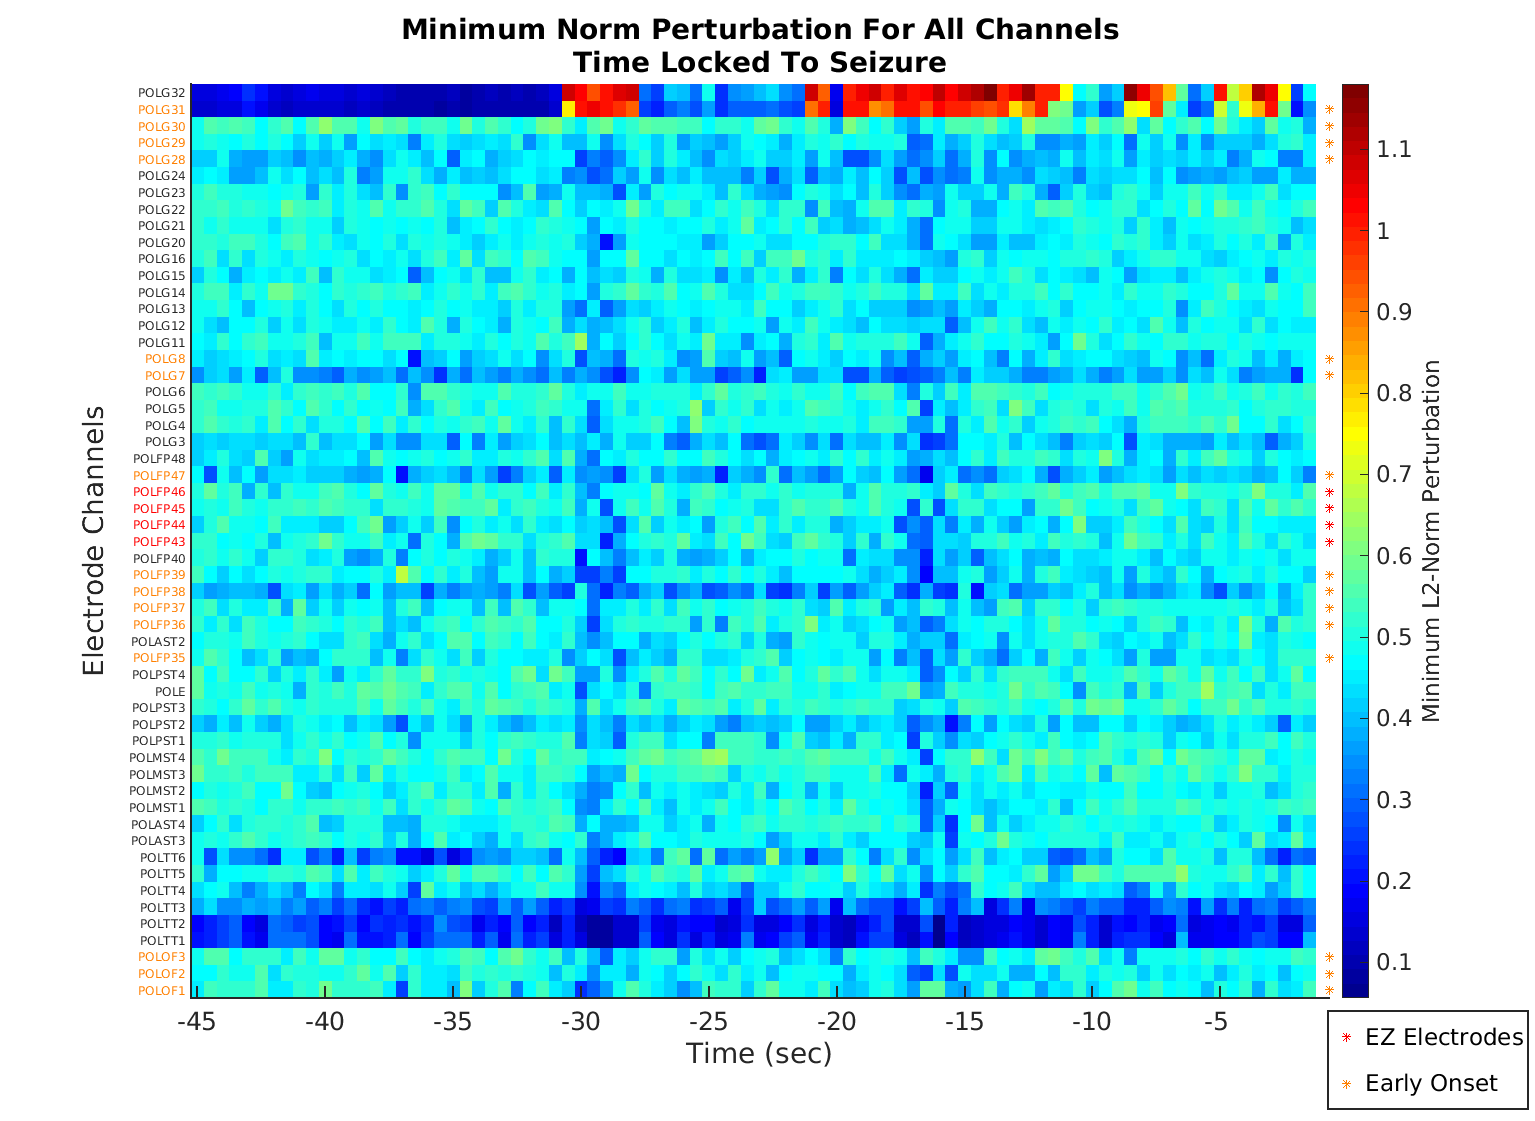 Minimum Norm Perturbation For All Channels
Time Locked To Seizure
Electrode Channels
POLG32
POLG31
POLG30
POLG29
POLG28
POLG24
POLG23
POLG22
POLG21
POLG20
POLG16
POLG15
POLG14
POLG13
POLG12
POLG11
POLG8
POLG7
POLG6
POLG5
POLG4
POLG3
POLFP48
POLFP47
POLFP46
POLFP45
POLFP44
POLFP43
POLFP40
POLFP39
POLFP38
POLFP37
POLFP36
POLAST2
POLFP35
POLPST4
POLE
POLPST3
POLPST2
POLPST1
POLMST4
POLMST3
POLMST2
POLMST1
POLAST4
POLAST3
POLTT6
POLTT5
POLTT4
POLTT3
POLTT2
POLTT1
POLOF3
POLOF2
POLOF1
-45 -40 -35 -30 -25 -20 -15 -10 -5
Time (sec)
1.1
1
0.9
0.8
0.7
0.6
0.5
0.4
0.3
0.2
0.1
Minimum L2-Norm Perturbation
EZ Electrodes
Early Onset